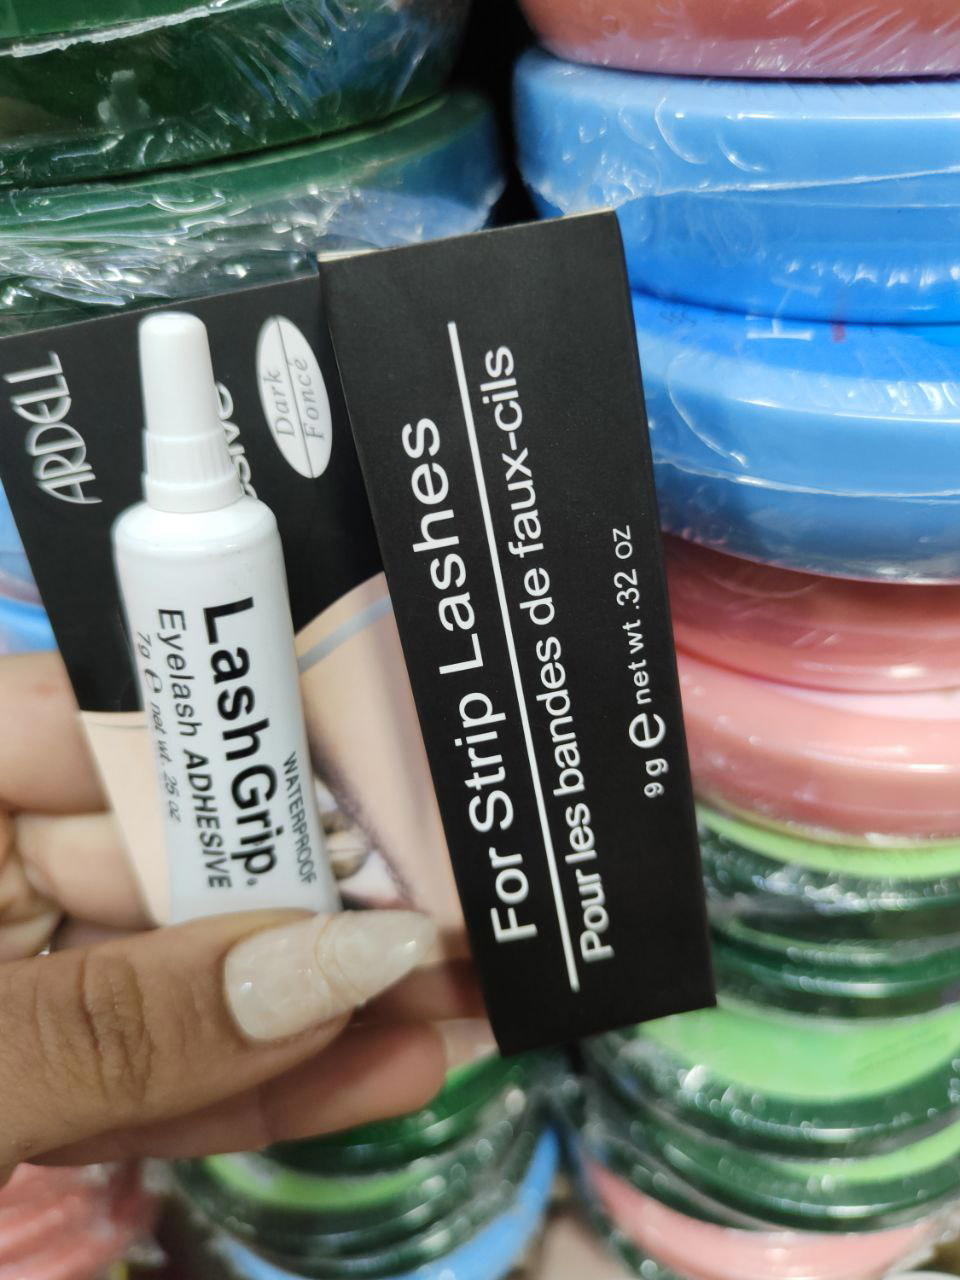 ARDELL
Dark
Foncé
LashGrip
WATERPROOF
Eyelash ADHESIVE
7g e net wt .25 oz
For Strip Lashes
Pour les bandes de faux-cils
9 g e net wt .32 oz